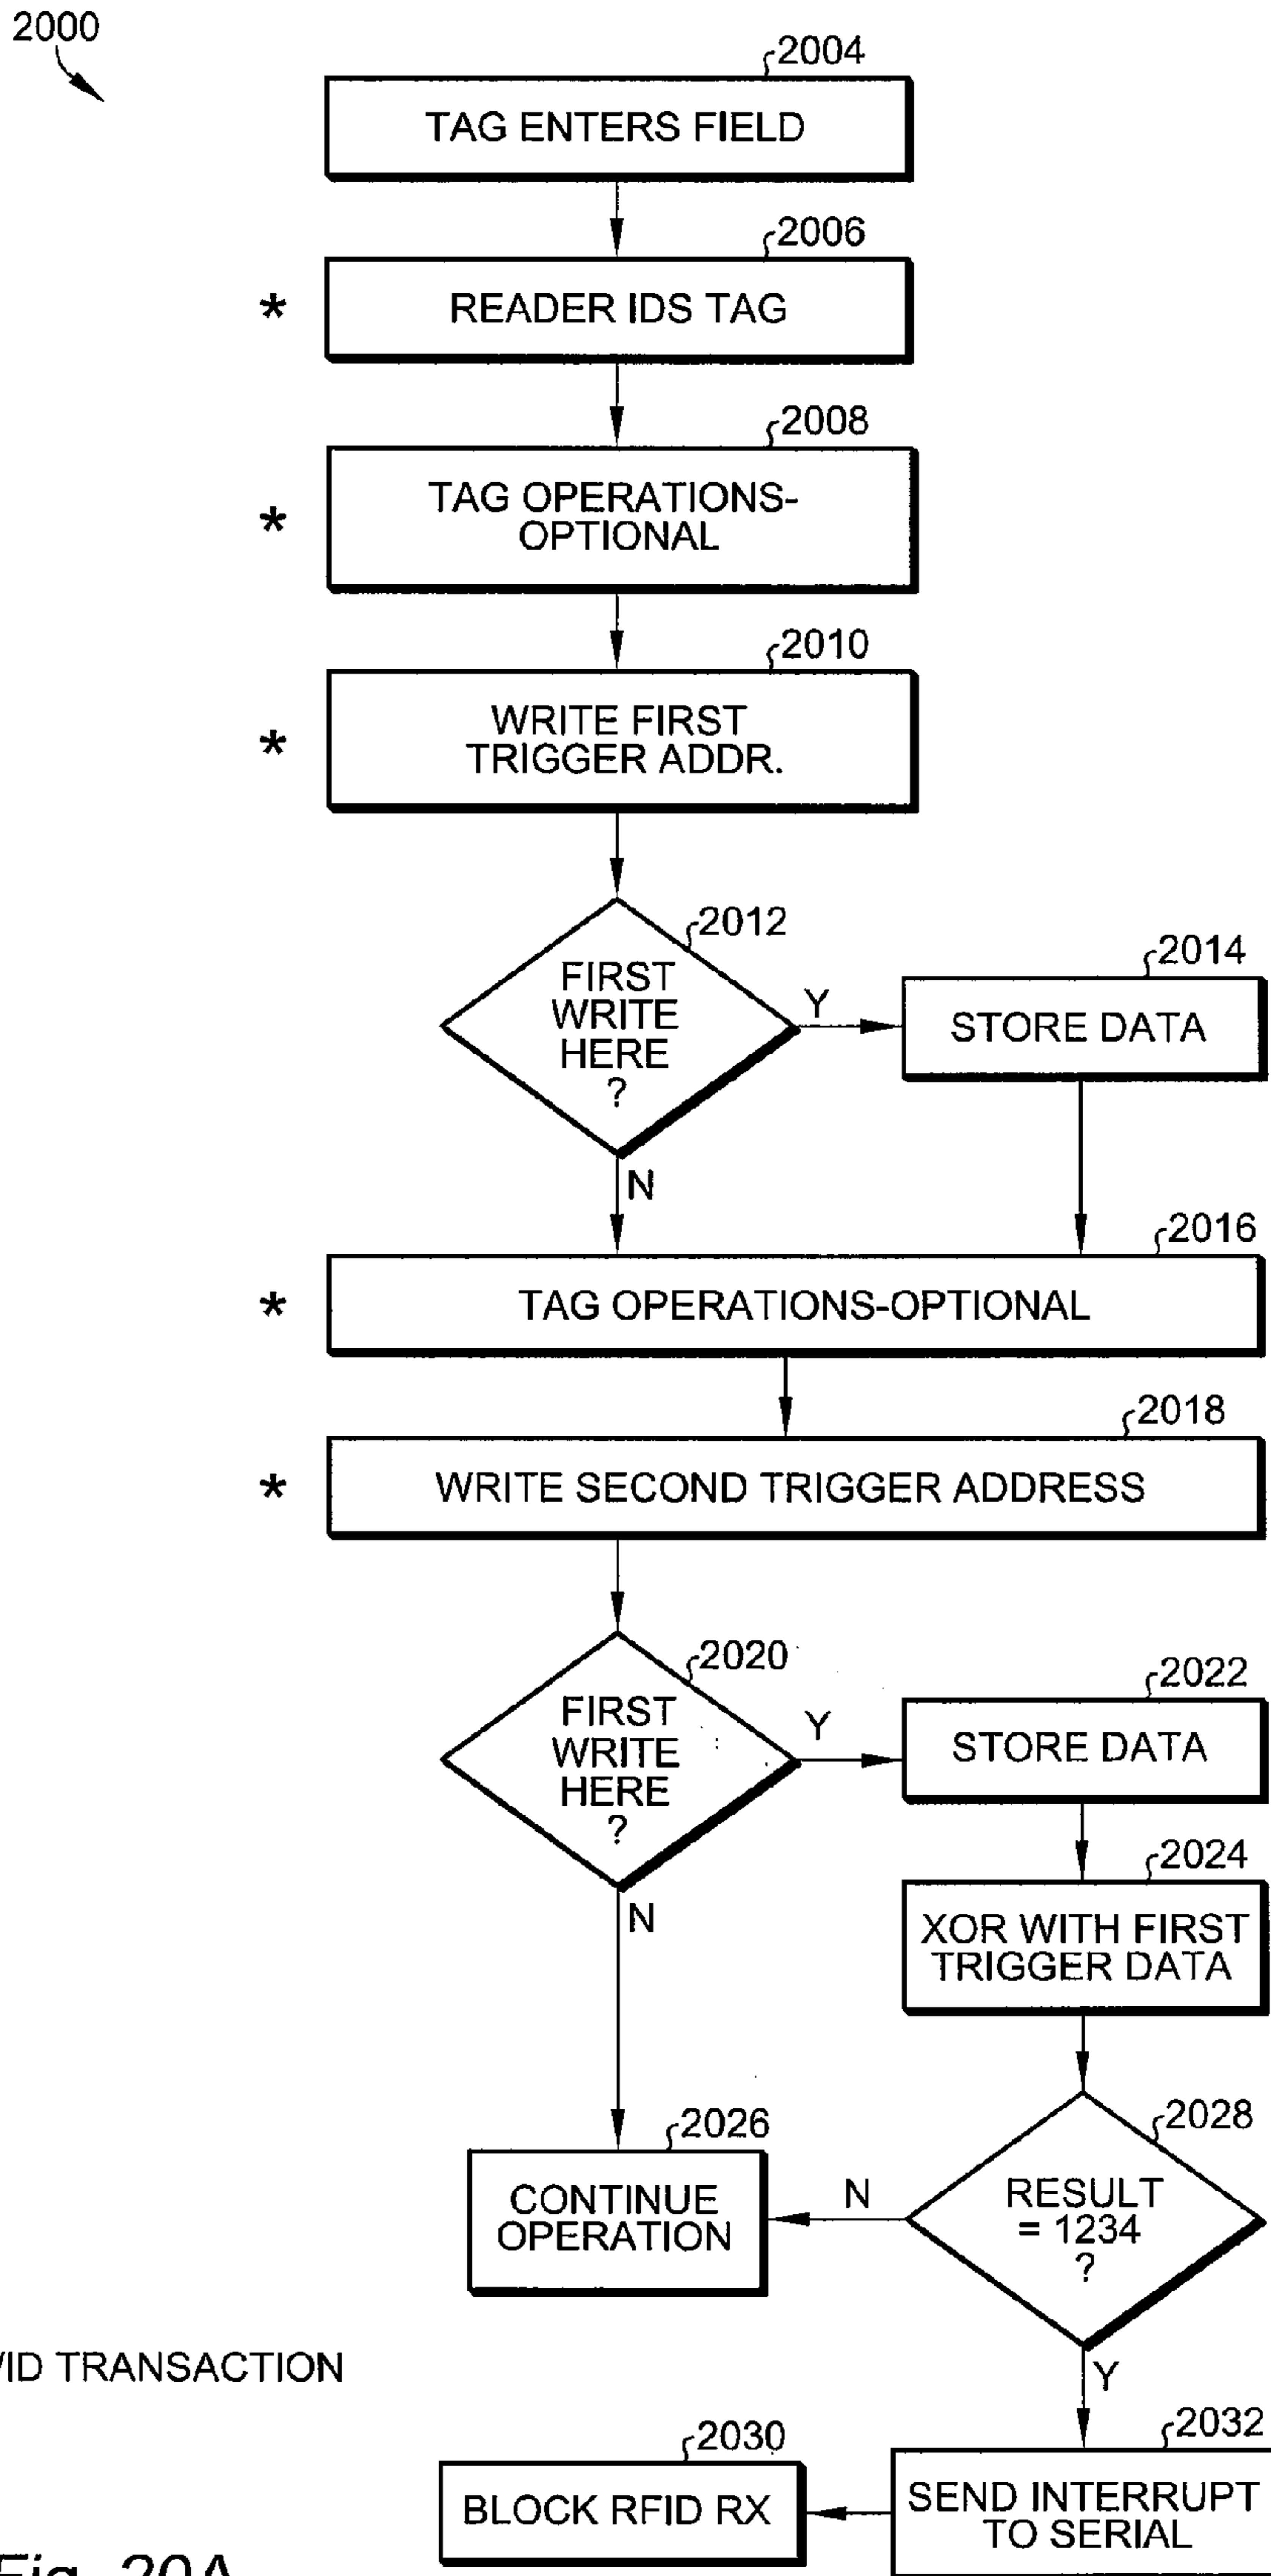 2000
2004
TAG ENTERS FIELD
2006
*
READER IDS TAG
2008
*
TAG OPERATIONS-
OPTIONAL
2010
*
WRITE FIRST
TRIGGER ADDR.
2012
FIRST
WRITE
HERE
?
Y
2014
STORE DATA
N
2016
*
TAG OPERATIONS-OPTIONAL
2018
*
WRITE SECOND TRIGGER ADDRESS
2020
FIRST
WRITE
HERE
?
Y
2022
STORE DATA
2024
XOR WITH FIRST
TRIGGER DATA
N
2026
CONTINUE
OPERATION
2028
RESULT
= 1234
?
N
Y
/ID TRANSACTION
2030
BLOCK RFID RX
2032
SEND INTERRUPT
TO SERIAL
Fig. 20A